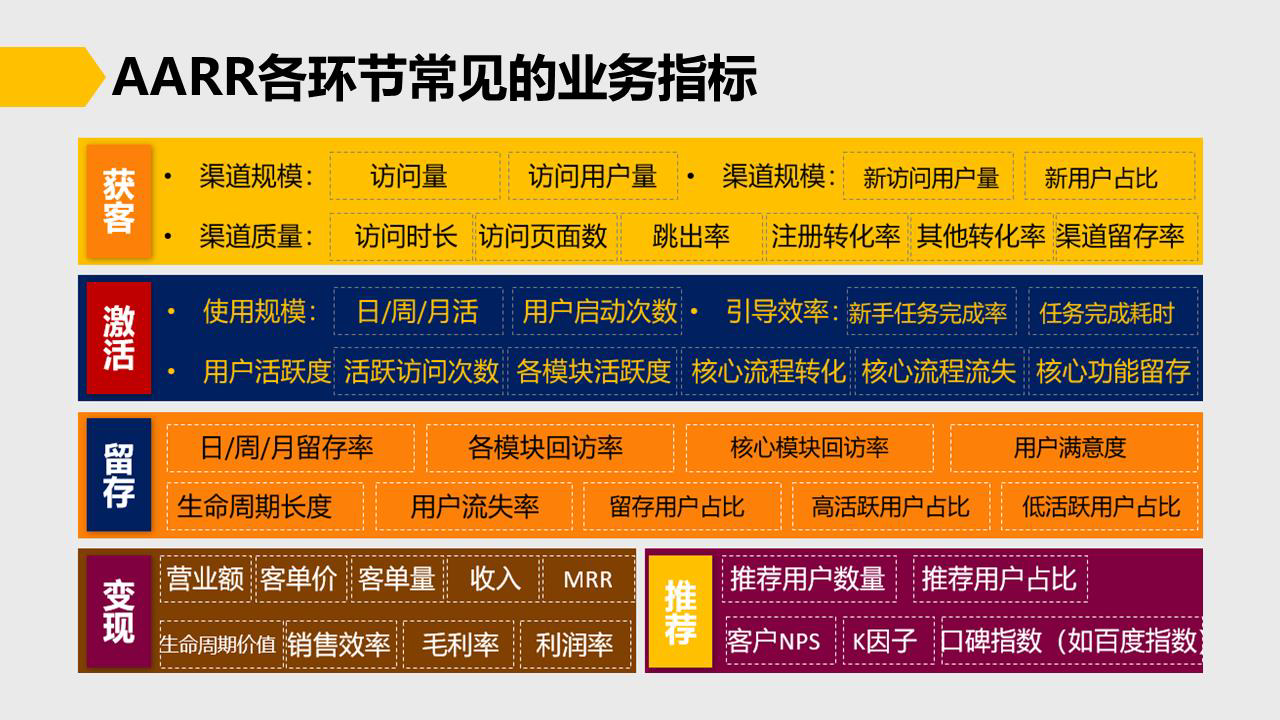 AARR各环节常见的业务指标
获客
• 渠道规模： 访问量 访问用户量 • 渠道规模： 新访问用户量 新用户占比
• 渠道质量： 访问时长 访问页面数 跳出率 注册转化率 其他转化率 渠道留存率
激活
• 使用规模： 日/周/月活 用户启动次数 • 引导效率： 新手任务完成率 任务完成耗时
• 用户活跃度 活跃访问次数 各模块活跃度 核心流程转化 核心流程流失 核心功能留存
留存
日/周/月留存率 各模块回访率 核心模块回访率 用户满意度
生命周期长度 用户流失率 留存用户占比 高活跃用户占比 低活跃用户占比
变现
营业额 客单价 客单量 收入 MRR
生命周期价值 销售效率 毛利率 利润率
推荐
推荐用户数量 推荐用户占比
客户NPS K因子 口碑指数（如百度指数）